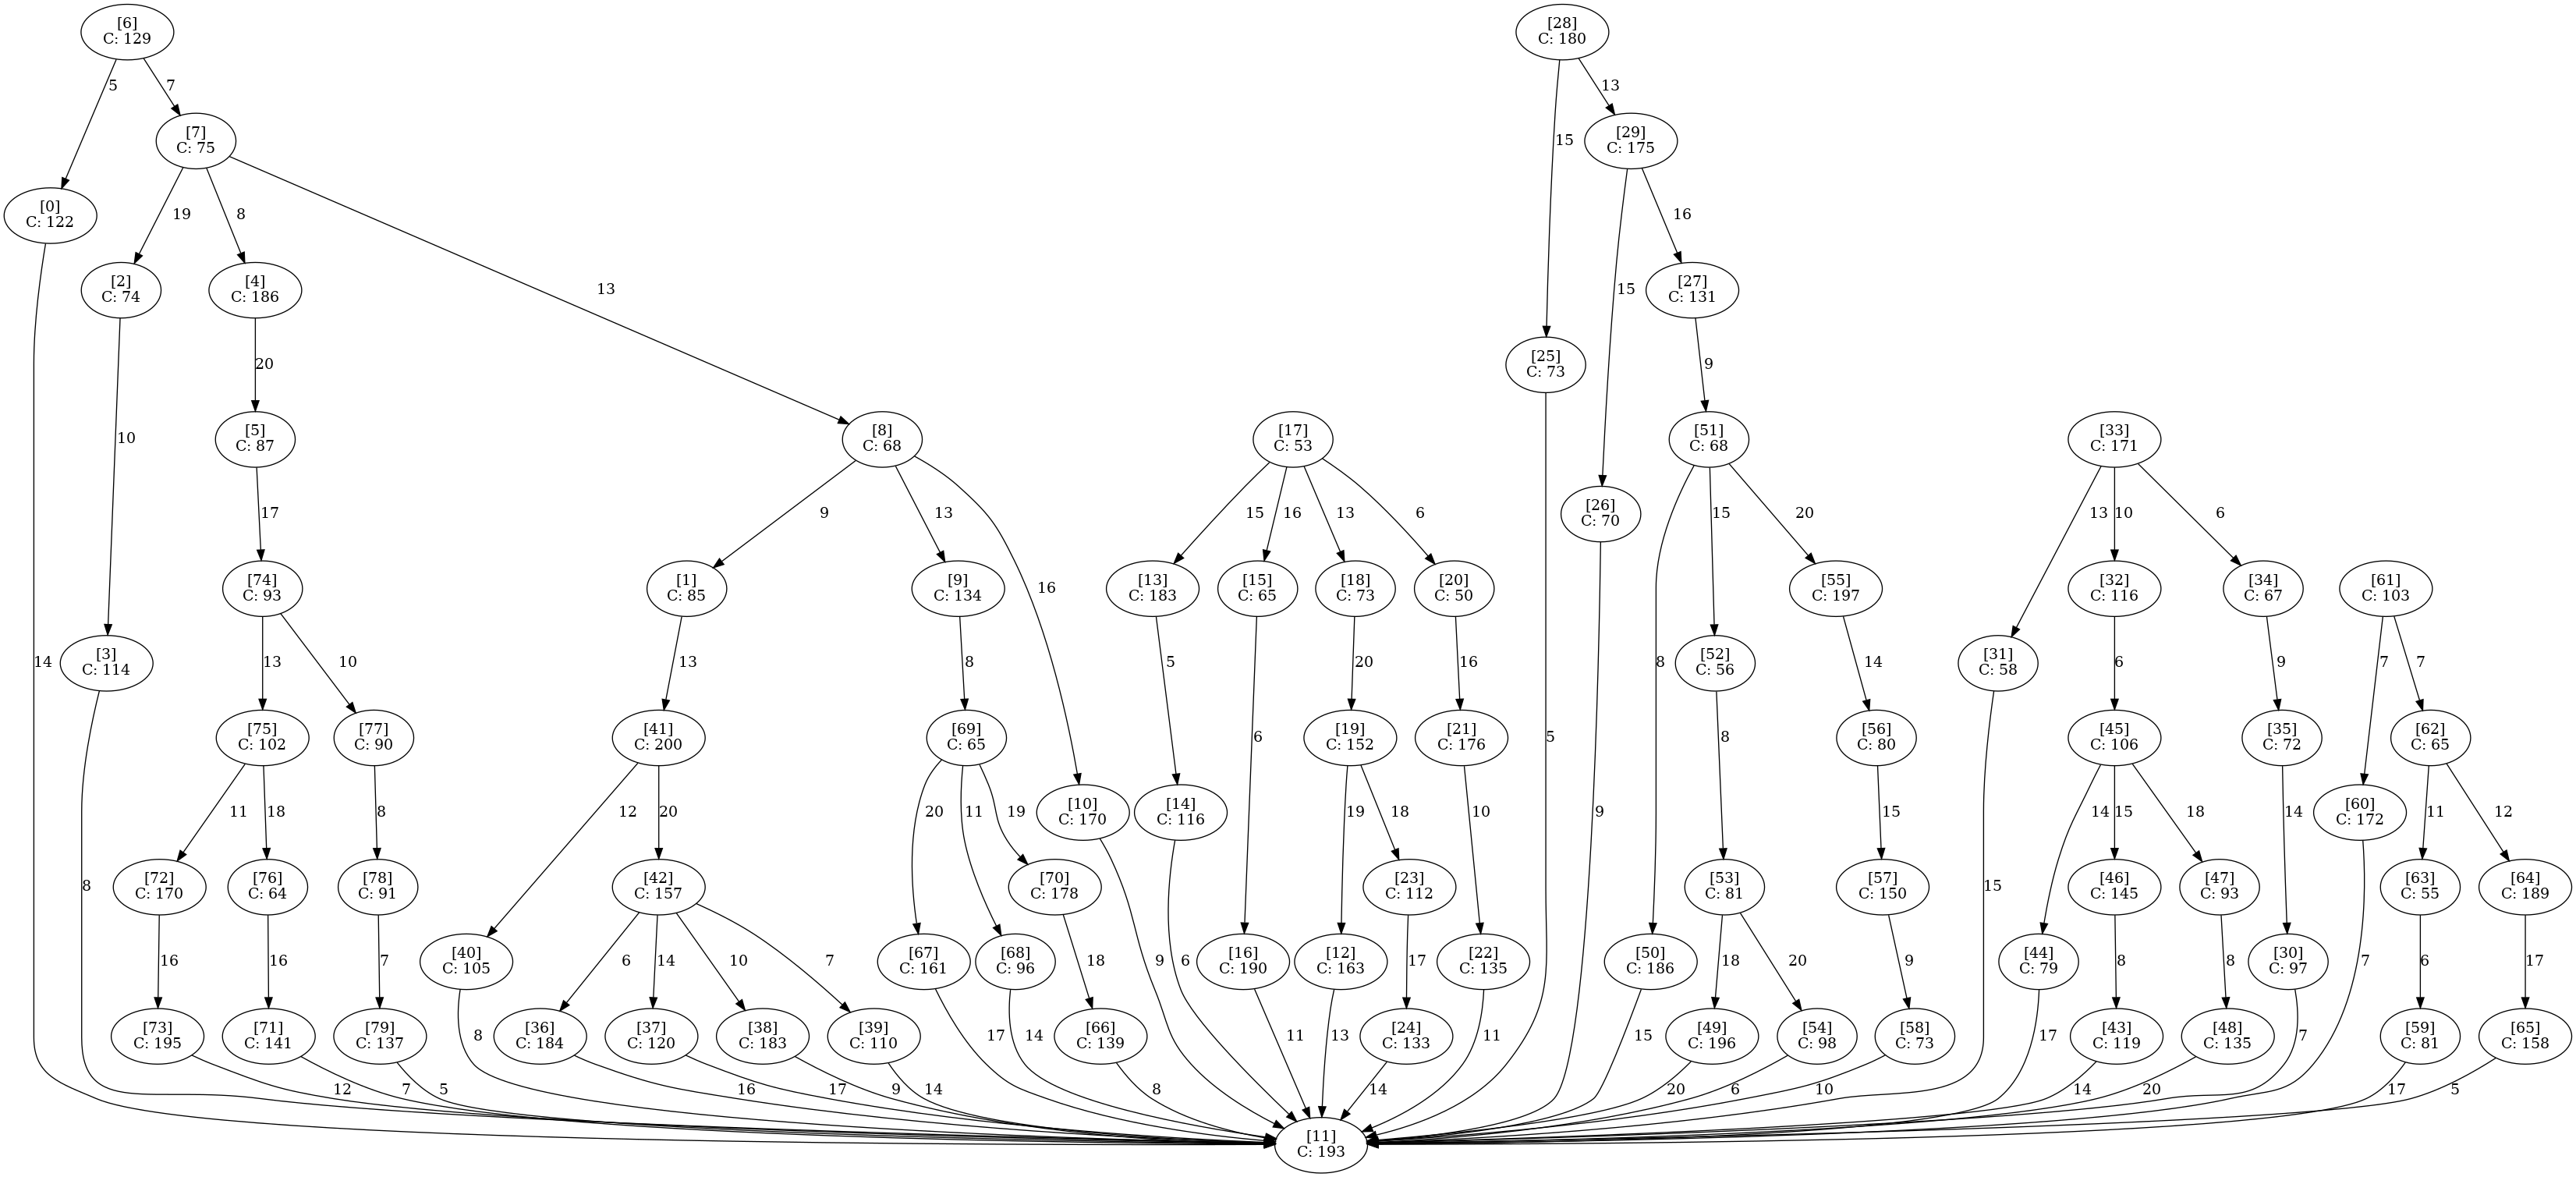 [6]
C: 129
[28]
C: 180
5
7
13
[7]
C: 75
[29]
C: 175
15
[0]
C: 122
19
8
16
[2]
C: 74
[4]
C: 186
13
15
[27]
C: 131
20
9
[25]
C: 73
10
[5]
C: 87
[8]
C: 68
[17]
C: 53
[51]
C: 68
[33]
C: 171
17
9
13
15
16
13
6
[26]
C: 70
15
20
13
10
6
[74]
C: 93
[1]
C: 85
[9]
C: 134
16
[13]
C: 183
[15]
C: 65
[18]
C: 73
[20]
C: 50
[55]
C: 197
[32]
C: 116
[34]
C: 67
[61]
C: 103
14
[3]
C: 114
13
10
13
8
5
20
16
8
[52]
C: 56
14
[31]
C: 58
6
9
7
7
[75]
C: 102
[77]
C: 90
[41]
C: 200
[69]
C: 65
6
[19]
C: 152
[21]
C: 176
5
8
[56]
C: 80
[45]
C: 106
[35]
C: 72
[62]
C: 65
11
18
8
12
20
20
11
19
[10]
C: 170
[14]
C: 116
19
18
10
9
15
14
15
18
14
[60]
C: 172
11
12
8
[72]
C: 170
[76]
C: 64
[78]
C: 91
[42]
C: 157
[70]
C: 178
[23]
C: 112
[53]
C: 81
[57]
C: 150
15
[46]
C: 145
[47]
C: 93
[63]
C: 55
[64]
C: 189
16
16
7
[40]
C: 105
6
14
10
7
[67]
C: 161
[68]
C: 96
18
9
6
[16]
C: 190
[12]
C: 163
17
[22]
C: 135
[50]
C: 186
18
20
9
[44]
C: 79
8
8
[30]
C: 97
7
6
17
[73]
C: 195
[71]
C: 141
[79]
C: 137
8
[36]
C: 184
[37]
C: 120
[38]
C: 183
[39]
C: 110
17
14
[66]
C: 139
11
13
[24]
C: 133
11
15
[49]
C: 196
[54]
C: 98
[58]
C: 73
17
[43]
C: 119
[48]
C: 135
7
[59]
C: 81
[65]
C: 158
12
7
5
16
17
9
14
8
14
20
6
10
14
20
17
5
[11]
C: 193